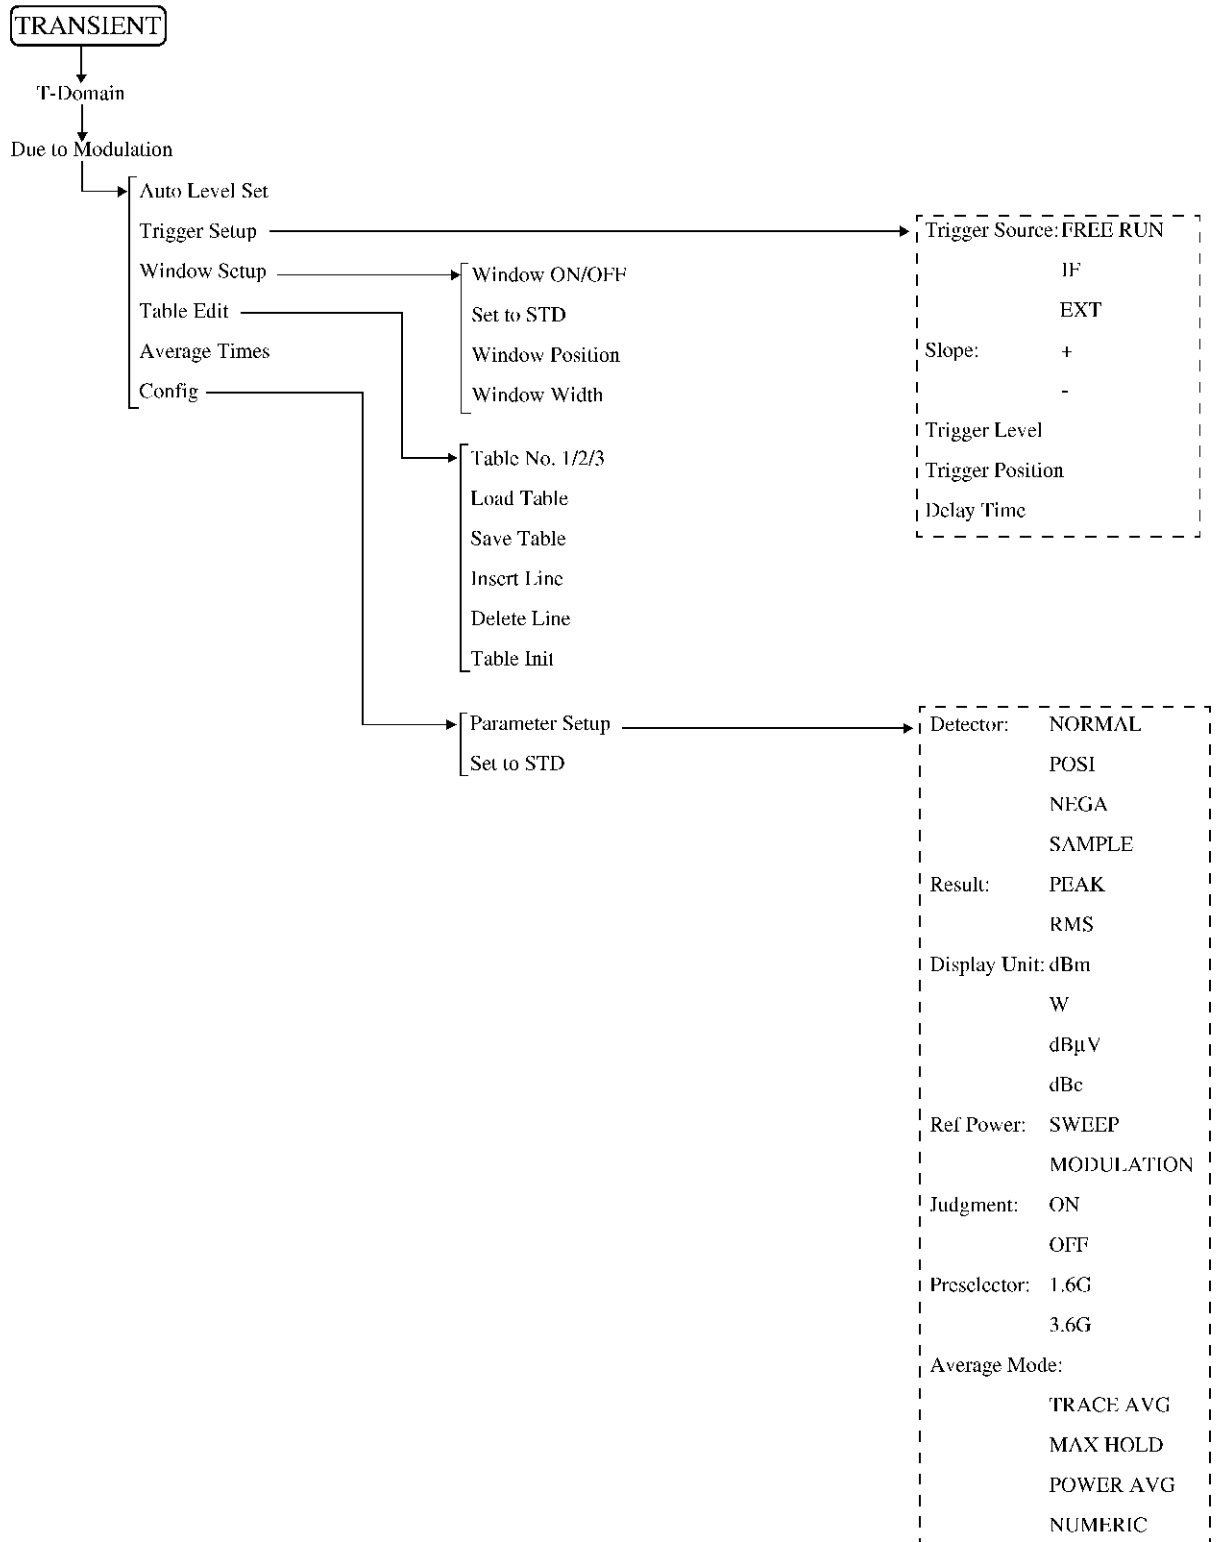 TRANSIENT
T-Domain
Due to Modulation
Auto Level Set
Trigger Setup
Window Setup
Table Edit
Average Times
Config
Window ON/OFF
Set to STD
Window Position
Window Width
Table No. 1/2/3
Load Table
Save Table
Insert Line
Delete Line
Table Init
Parameter Setup
Set to STD
Trigger Source: FREE RUN
IF
EXT
Slope: +
-
Trigger Level
Trigger Position
Delay Time
Detector: NORMAL
POSI
NEGA
SAMPLE
Result: PEAK
RMS
Display Unit: dBm
W
dBµV
dBc
Ref Power: SWEEP
MODULATION
Judgment: ON
OFF
Preselector: 1.6G
3.6G
Average Mode:
TRACE AVG
MAX HOLD
POWER AVG
NUMERIC